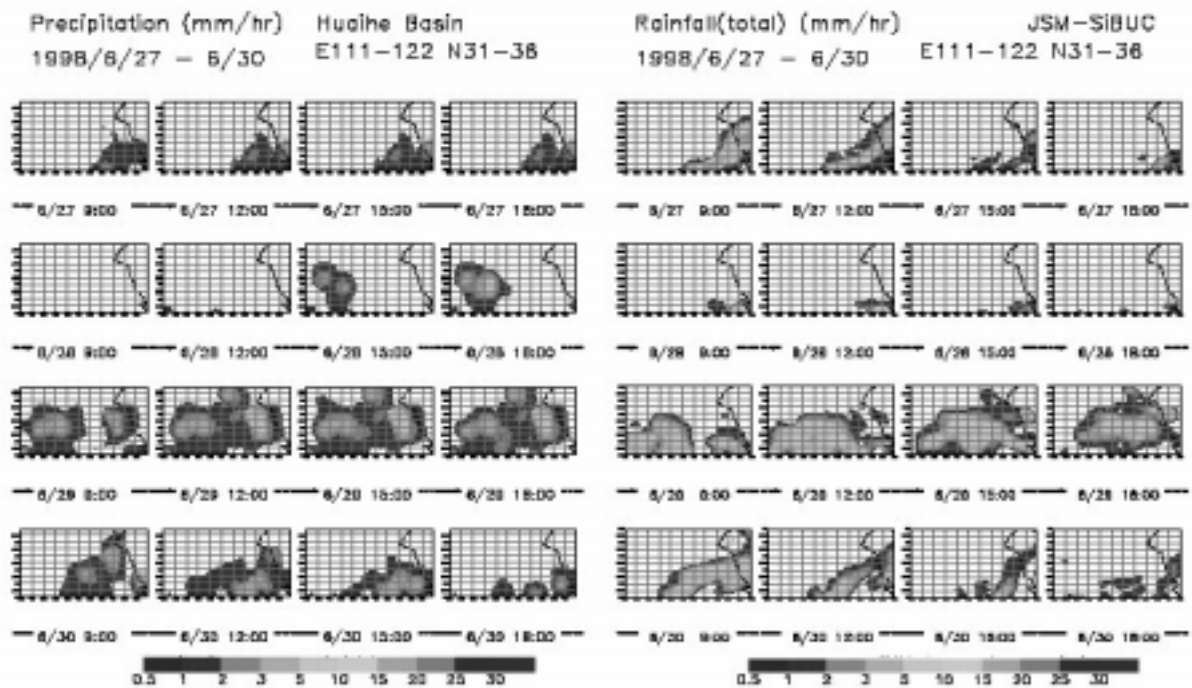 Precipitation (mm/hr) Huaihe Basin
1998/6/27 - 6/30 E111-122 N31-36
Rainfall(total) (mm/hr) JSM-SiBUC
1998/6/27 - 6/30 E111-122 N31-36
6/27 9:00 6/27 12:00 6/27 15:00 6/27 18:00
6/27 9:00 6/27 12:00 6/27 15:00 6/27 18:00
6/28 9:00 6/28 12:00 6/28 15:00 6/28 18:00
6/28 9:00 6/28 12:00 6/28 15:00 6/28 18:00
6/29 9:00 6/29 12:00 6/29 15:00 6/29 18:00
6/29 9:00 6/29 12:00 6/29 15:00 6/29 18:00
6/30 9:00 6/30 12:00 6/30 15:00 6/30 18:00
6/30 9:00 6/30 12:00 6/30 15:00 6/30 18:00
0.5 1 2 3 5 10 15 20 25 30
0.5 1 2 3 5 10 15 20 25 30